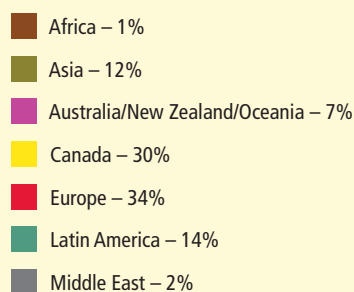 Africa – 1%
Asia – 12%
Australia/New Zealand/Oceania – 7%
Canada – 30%
Europe – 34%
Latin America – 14%
Middle East – 2%